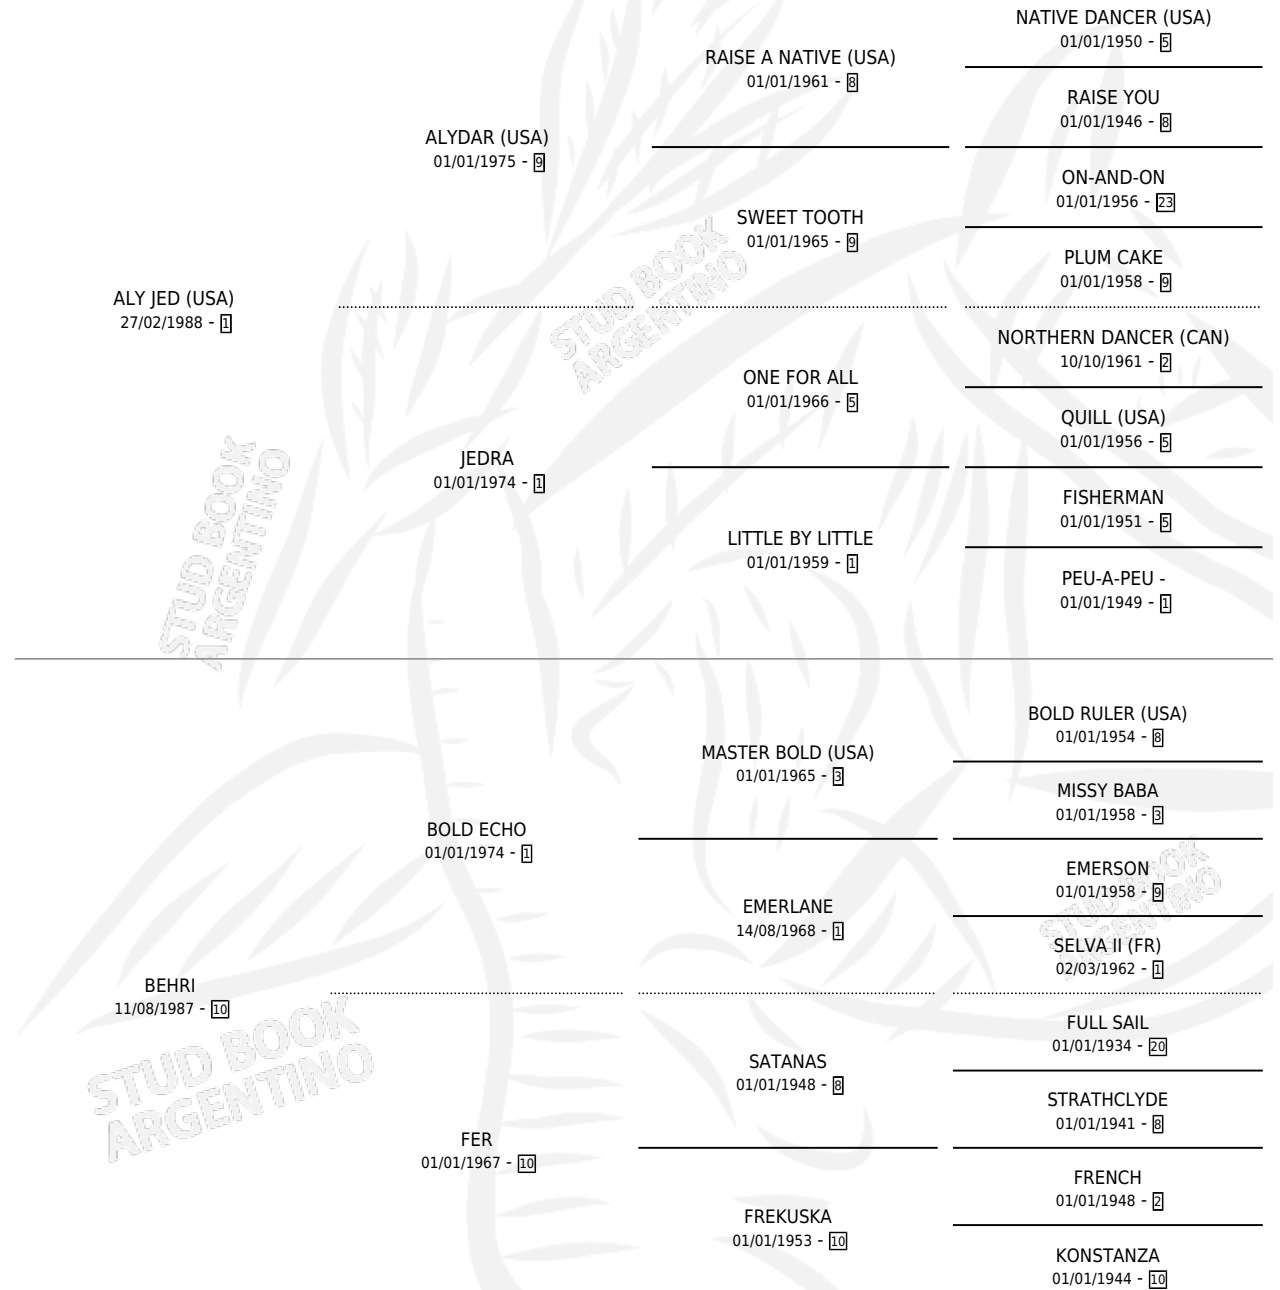 NATIVE DANCER (USA)
01/01/1950 - 5
RAISE A NATIVE (USA)
01/01/1961 - 8
RAISE YOU
01/01/1946 - 8
ALYDAR (USA)
01/01/1975 - 9
ON-AND-ON
01/01/1956 - 23
SWEET TOOTH
01/01/1965 - 9
PLUM CAKE
01/01/1958 - 9
ALY JED (USA)
27/02/1988 - 1
NORTHERN DANCER (CAN)
10/10/1961 - 2
ONE FOR ALL
01/01/1966 - 5
QUILL (USA)
01/01/1956 - 5
JEDRA
01/01/1974 - 1
FISHERMAN
01/01/1951 - 5
LITTLE BY LITTLE
01/01/1959 - 1
PEU-A-PEU -
01/01/1949 - 1
BOLD RULER (USA)
01/01/1954 - 8
MASTER BOLD (USA)
01/01/1965 - 3
MISSY BABA
01/01/1958 - 3
BOLD ECHO
01/01/1974 - 1
EMERSON
01/01/1958 - 9
EMERLANE
14/08/1968 - 1
SELVA II (FR)
02/03/1962 - 1
BEHRI
11/08/1987 - 10
FULL SAIL
01/01/1934 - 20
SATANAS
01/01/1948 - 8
STRATHCLYDE
01/01/1941 - 8
FER
01/01/1967 - 10
FRENCH
01/01/1948 - 2
FREKUSKA
01/01/1953 - 10
KONSTANZA
01/01/1944 - 10
STUD BOOK
ARGENTINO
STUD BOOK
ARGENTINO
STUD BOOK
ARGENTINO
STUD BOOK
ARGENTINO